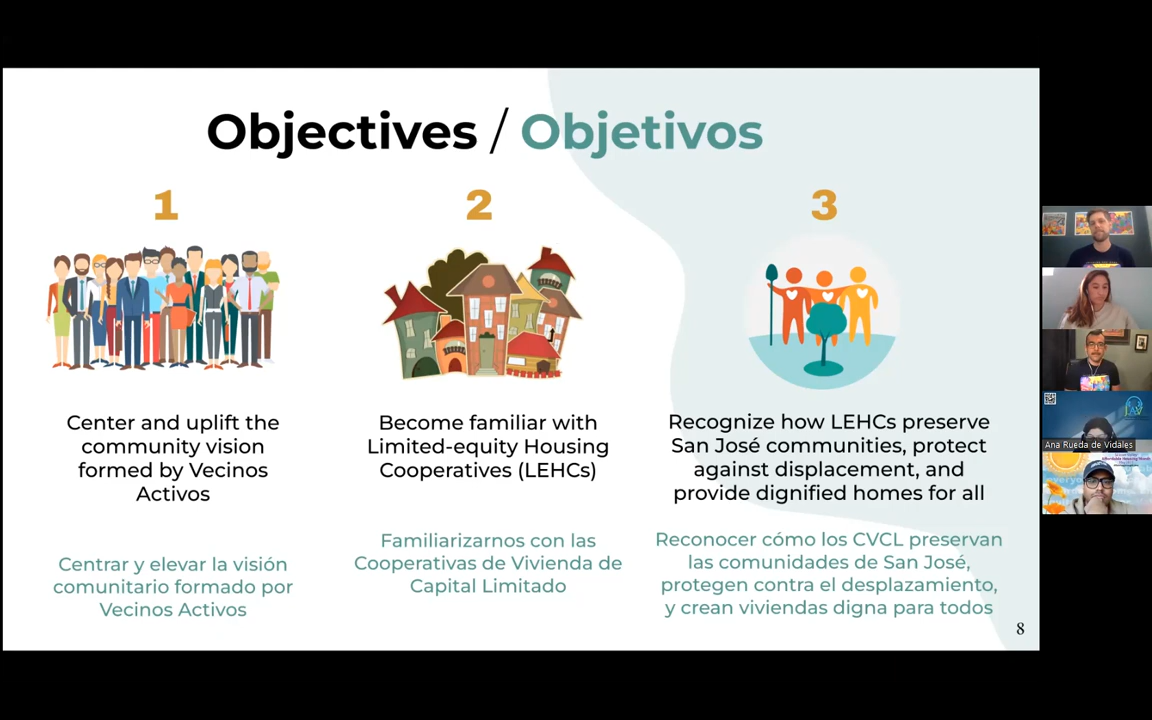 Objectives / Objetivos
1
Center and uplift the
community vision
formed by Vecinos
Activos
Centrar y elevar la visión
comunitario formado por
Vecinos Activos
2
Become familiar with
Limited-equity Housing
Cooperatives (LEHCs)
Familiarizarnos con las
Cooperativas de Vivienda de
Capital Limitado
3
Recognize how LEHCs preserve
San José communities, protect
against displacement, and
provide dignified homes for all
Reconocer cómo los CVCL preservan
las comunidades de San José,
protegen contra el desplazamiento,
y crean viviendas digna para todos
8
Ana Rueda de Vidales
Affordable Housing Month